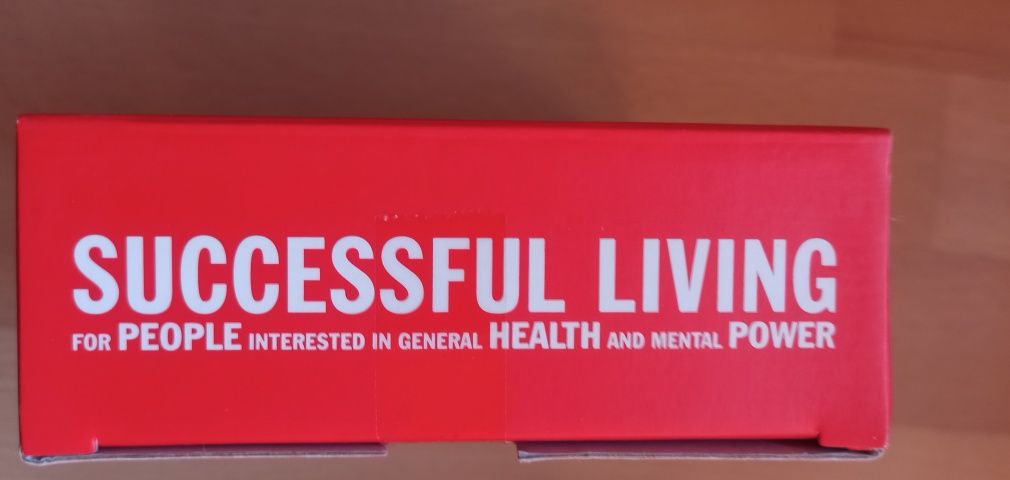 SUCCESSFUL LIVING
FOR PEOPLE INTERESTED IN GENERAL HEALTH AND MENTAL POWER